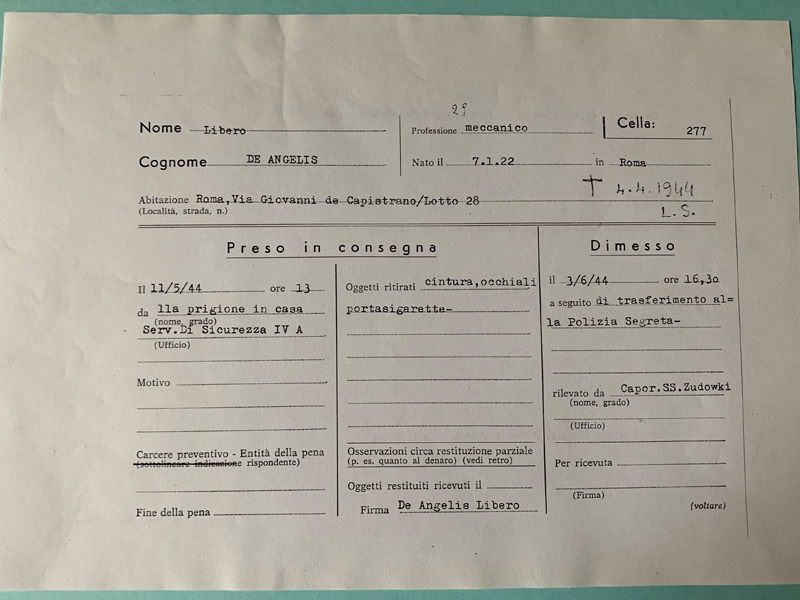 29
Nome Libero
Professione meccanico
Cella: 277
Cognome DE ANGELIS
Nato il 7.1.22 in Roma
† 4.4.1944
Abitazione Roma, Via Giovanni de Capistrano/Lotto 28
(Località, strada, n.)
L.S.
Preso in consegna
Il 11/5/44 ore 13
da lla prigione in casa
(nome, grado)
Serv.Di Sicurezza IV A
(Ufficio)
Motivo
Carcere preventivo - Entità della pena
(sottolineare indicazione rispondente)
Fine della pena
Oggetti ritirati cintura,occhiali
portasigarette-
Osservazioni circa restituzione parziale
(p. es. quanto al denaro) (vedi retro)
Oggetti restituiti ricevuti il
Firma De Angelis Libero
Dimesso
il 3/6/44 ore 16,30
a seguito di trasferimento al=
la Polizia Segreta-
rilevato da Capor.SS.Zudowki
(nome, grado)
(Ufficio)
Per ricevuta
(Firma)
(voltare)